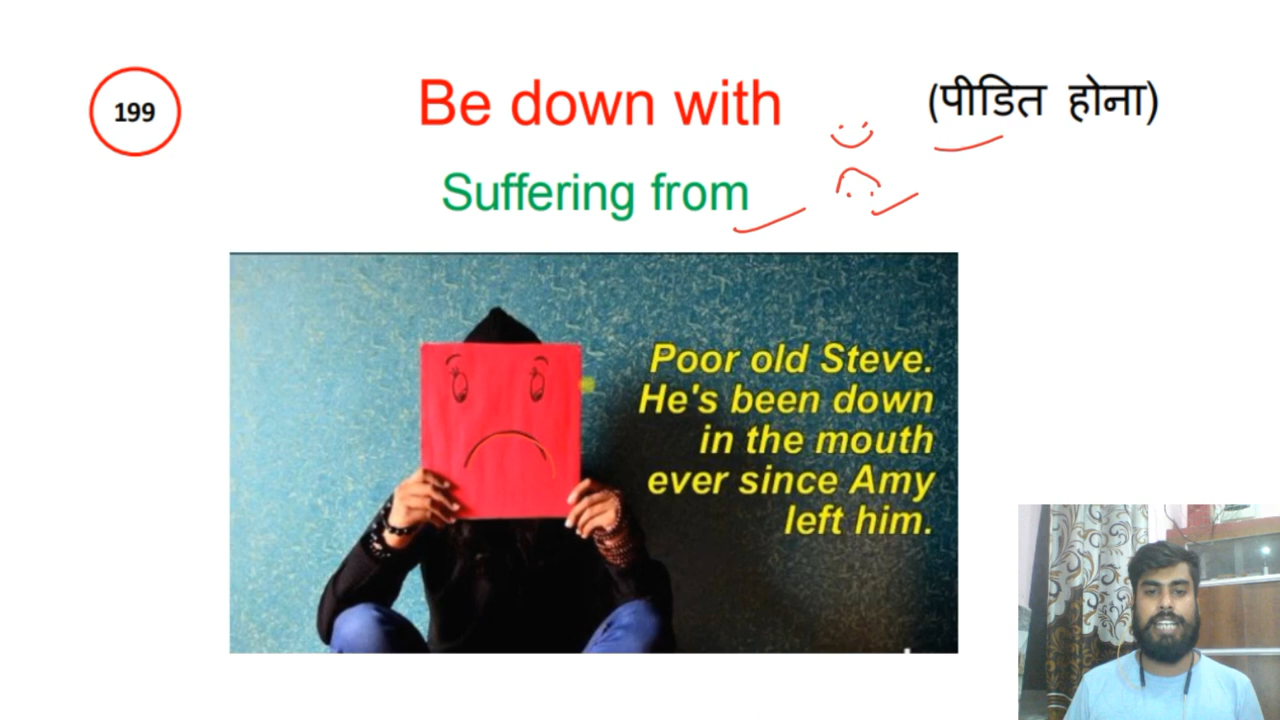 199
Be down with
(पीडित होना)
Suffering from
Poor old Steve.
He's been down
in the mouth
ever since Amy
left him.